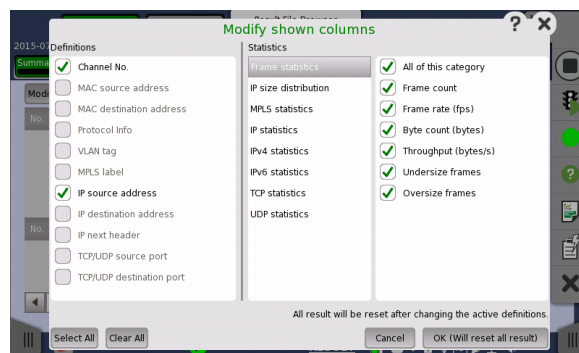 Result File Browser
Modify shown columns
?
2015-0
Definitions
Statistics
Summa
Channel No.
MAC source address
MAC destination address
Protocol Info
VLAN tag
MPLS label
IP source address
IP destination address
IP next header
TCP/UDP source port
TCP/UDP destination port
Frame statistics
IP size distribution
MPLS statistics
IP statistics
IPv4 statistics
IPv6 statistics
TCP statistics
UDP statistics
All of this category
Frame count
Frame rate (fps)
Byte count (bytes)
Throughput (bytes/s)
Undersize frames
Oversize frames
Modi
No.
No.
?
All result will be reset after changing the active definitions.
Select All
Clear All
Cancel
OK (Will reset all result)